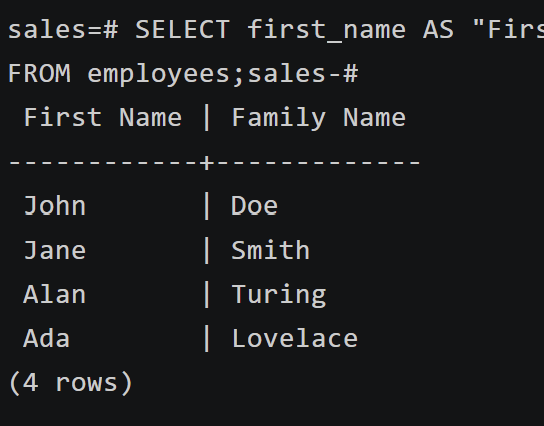 sales=# SELECT first_name AS "Firs
FROM employees;sales-#
 First Name | Family Name
------------+-------------
 John       | Doe
 Jane       | Smith
 Alan       | Turing
 Ada        | Lovelace
(4 rows)